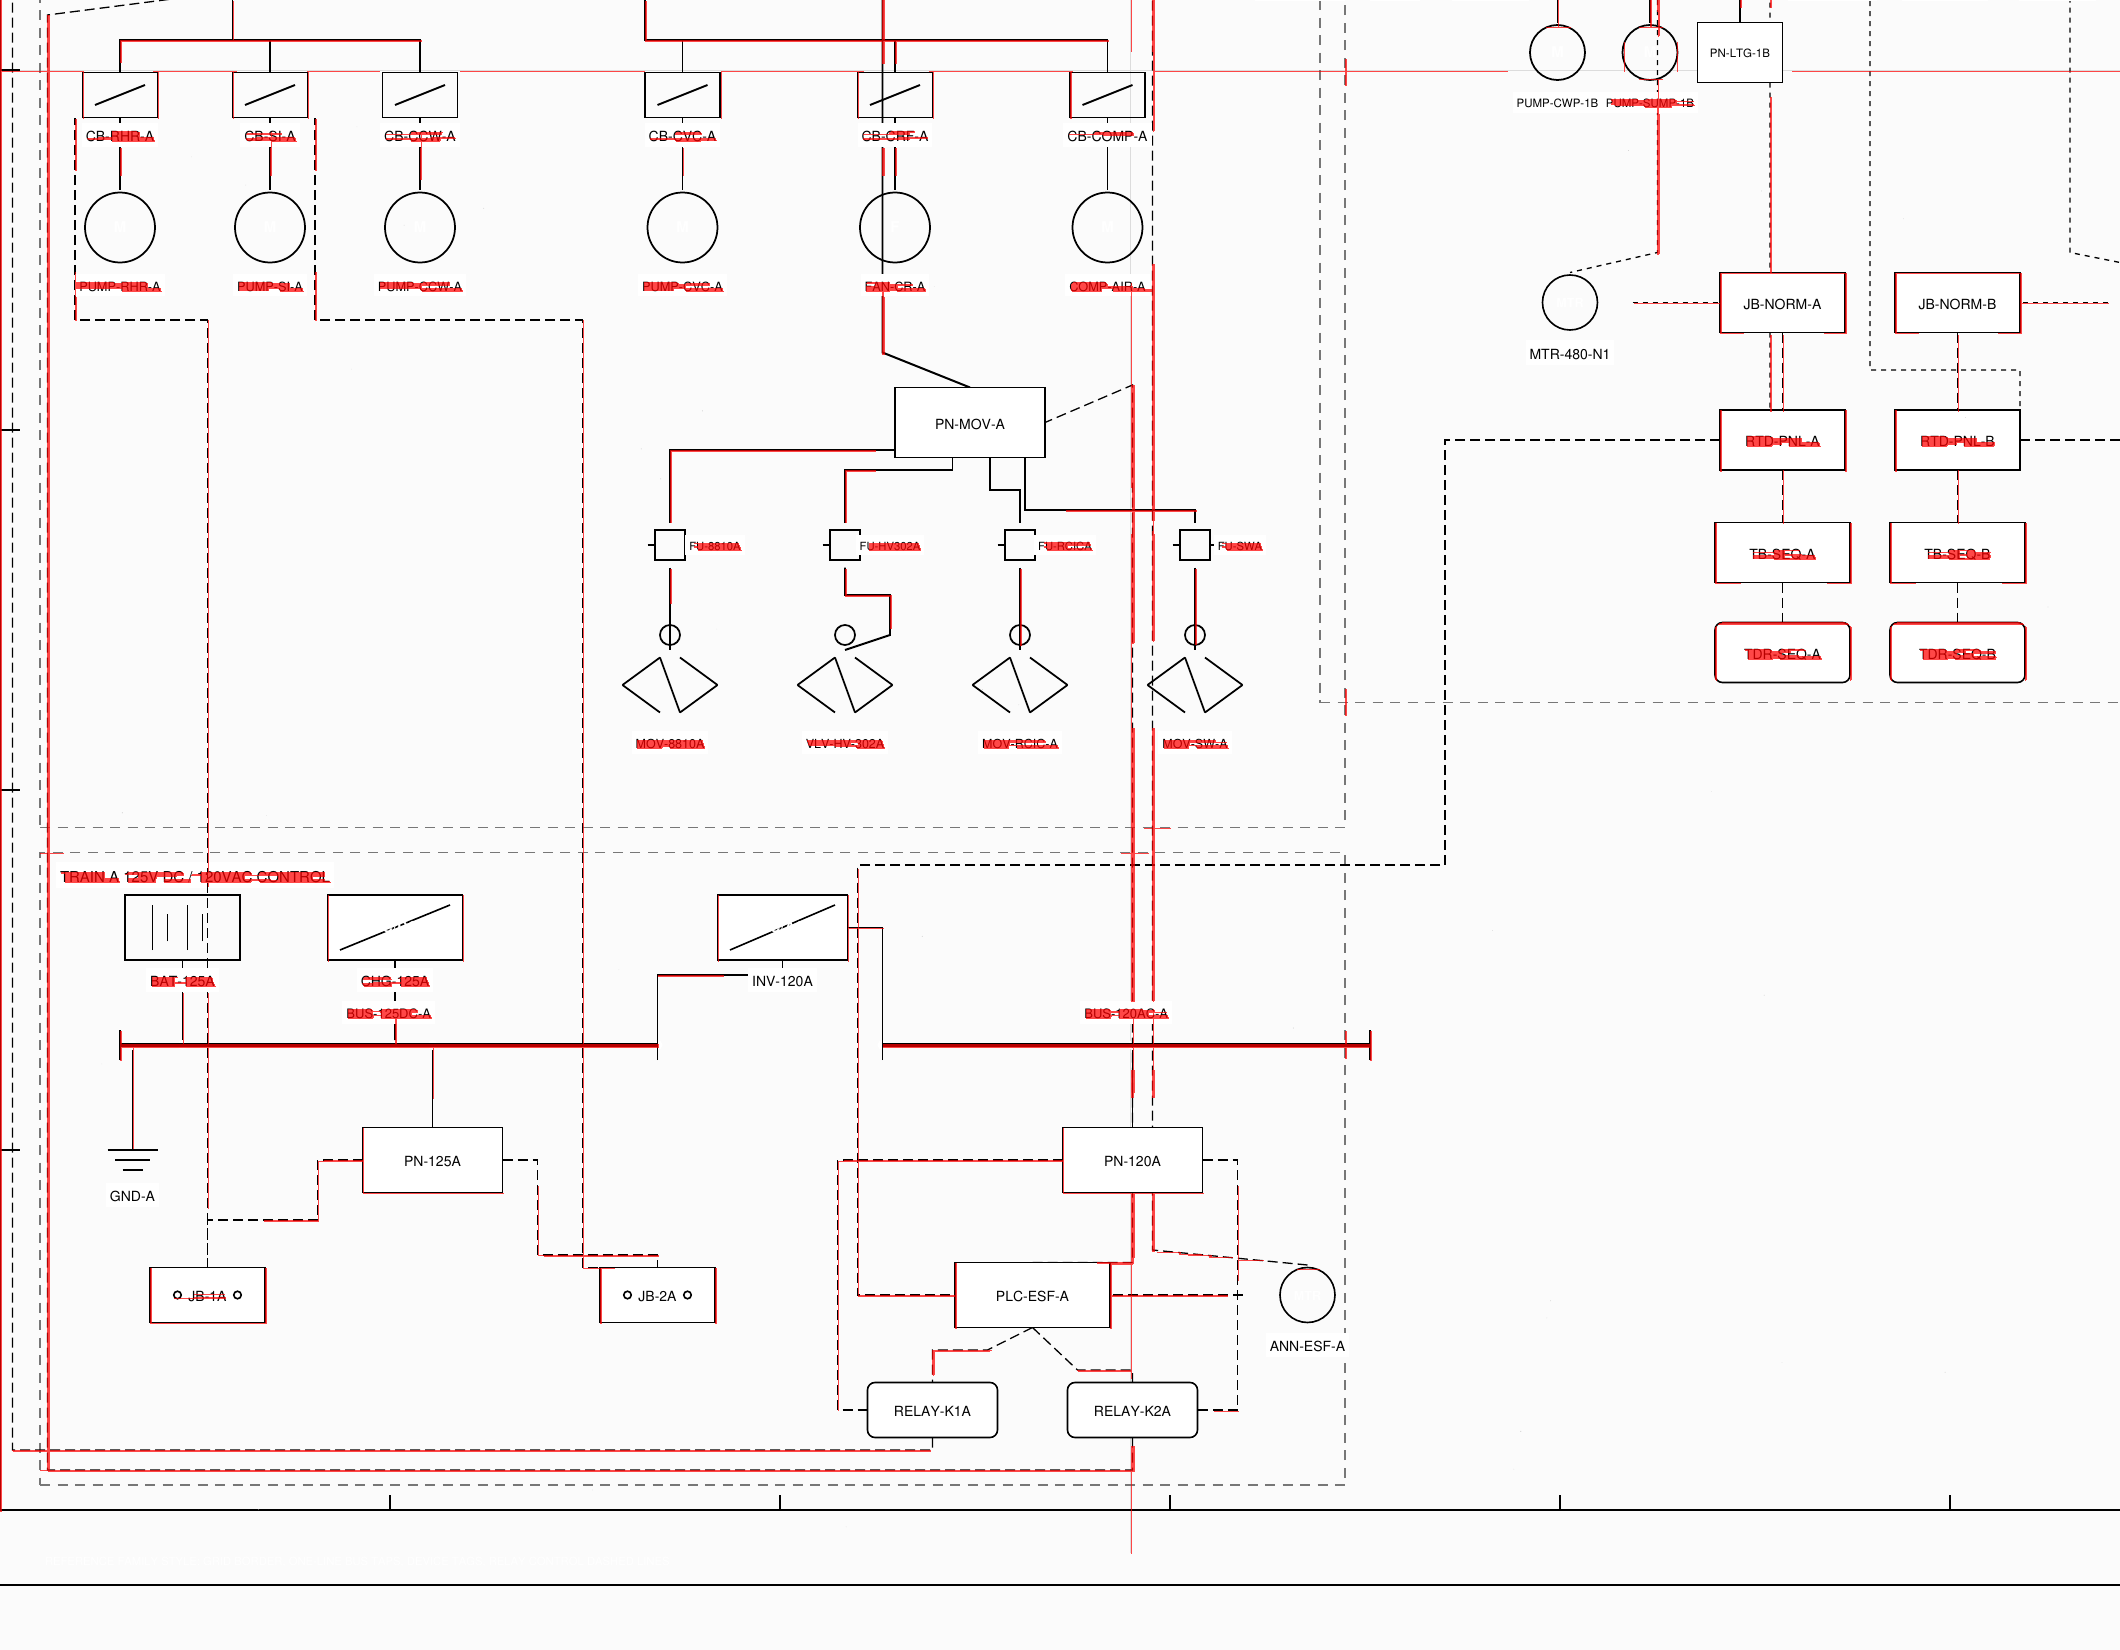 PN-LTG-1B
PUMP-CWP-1B PUMP-SUMP-1B
CB-RHR-A CB-SI-A CB-CCW-A CB-CVC-A CB-CRF-A CB-COMP-A
PUMP-RHR-A PUMP-SI-A PUMP-CCW-A PUMP-CVC-A FAN-CR-A COMP-AIR-A
JB-NORM-A JB-NORM-B
MTR-480-N1
PN-MOV-A
RTD-PNL-A RTD-PNL-B
FU-8810A FU-HV302A FU-RCICA FU-SWA
TB-SEQ-A TB-SEQ-B
TDR-SEQ-A TDR-SEQ-B
MOV-8810A VLV-HV-302A MOV-RCIC-A MOV-SW-A
TRAIN A 125V DC / 120VAC CONTROL
BAT-125A CHG-125A INV-120A
BUS-125DC-A BUS-120AC-A
PN-125A PN-120A
GND-A
JB-1A JB-2A PLC-ESF-A
ANN-ESF-A
RELAY-K1A RELAY-K2A